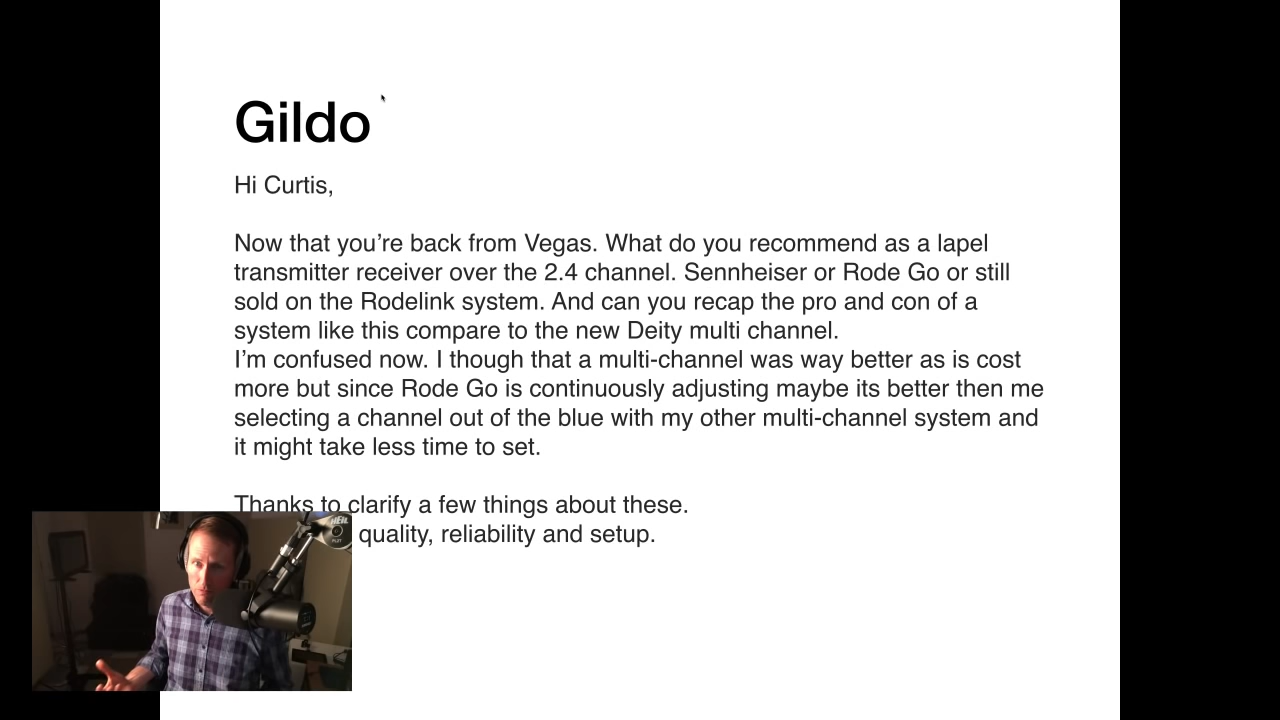 Gildo
Hi Curtis,
Now that you’re back from Vegas. What do you recommend as a lapel
transmitter receiver over the 2.4 channel. Sennheiser or Rode Go or still
sold on the Rodelink system. And can you recap the pro and con of a
system like this compare to the new Deity multi channel.
I’m confused now. I though that a multi-channel was way better as is cost
more but since Rode Go is continuously adjusting maybe its better then me
selecting a channel out of the blue with my other multi-channel system and
it might take less time to set.
Thanks to clarify a few things about these.
quality, reliability and setup.
HEIL